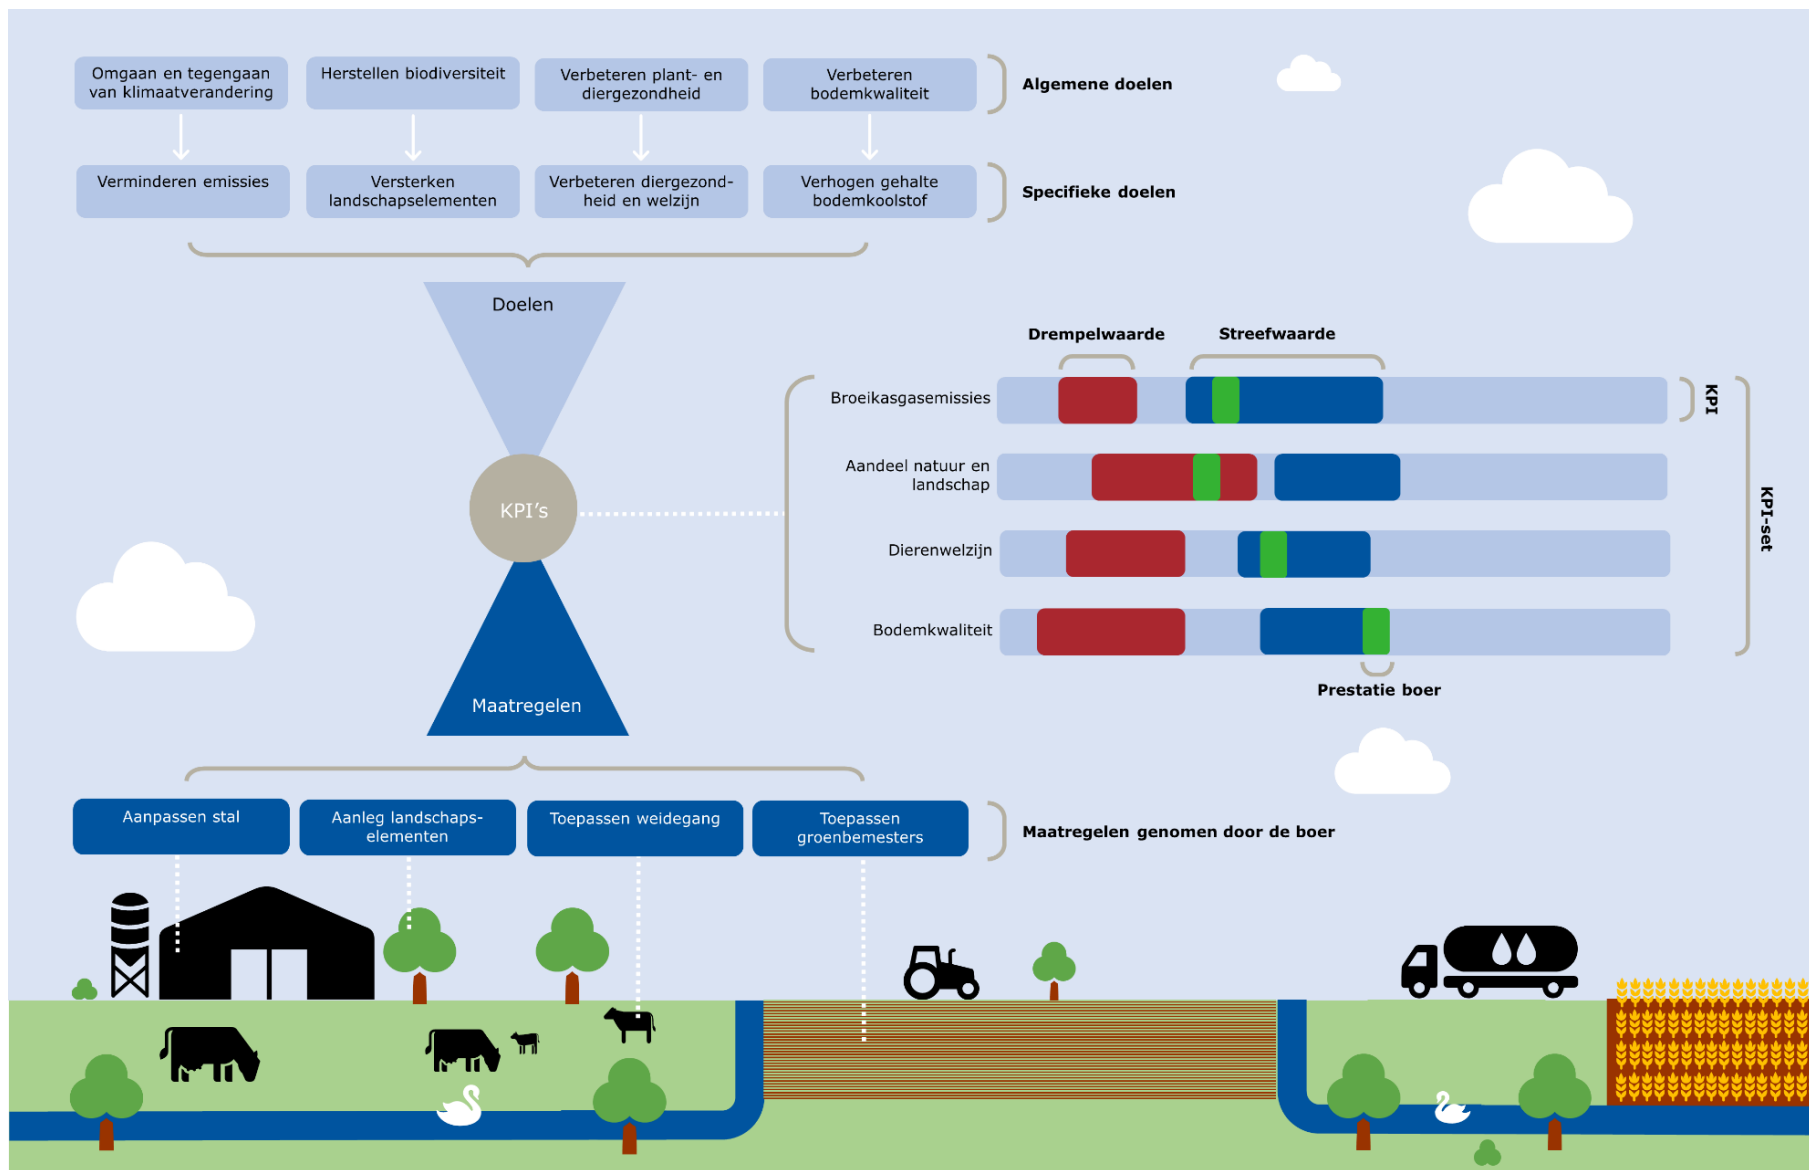 Omgaan en tegengaan
van klimaatverandering
Herstellen biodiversiteit
Verbeteren plant- en
diergezondheid
Verbeteren
bodemkwaliteit
Algemene doelen
Verminderen emissies
Versterken
landschapselementen
Verbeteren diergezond-
heid en welzijn
Verhogen gehalte
bodemkoolstof
Specifieke doelen
Doelen
KPI's
Maatregelen
Drempelwaarde
Streefwaarde
Broeikasgasemissies
KPI
Aandeel natuur en
landschap
Dierenwelzijn
Bodemkwaliteit
KPI-set
Prestatie boer
Aanpassen stal
Aanleg landschaps-
elementen
Toepassen weidegang
Toepassen
groenbemesters
Maatregelen genomen door de boer